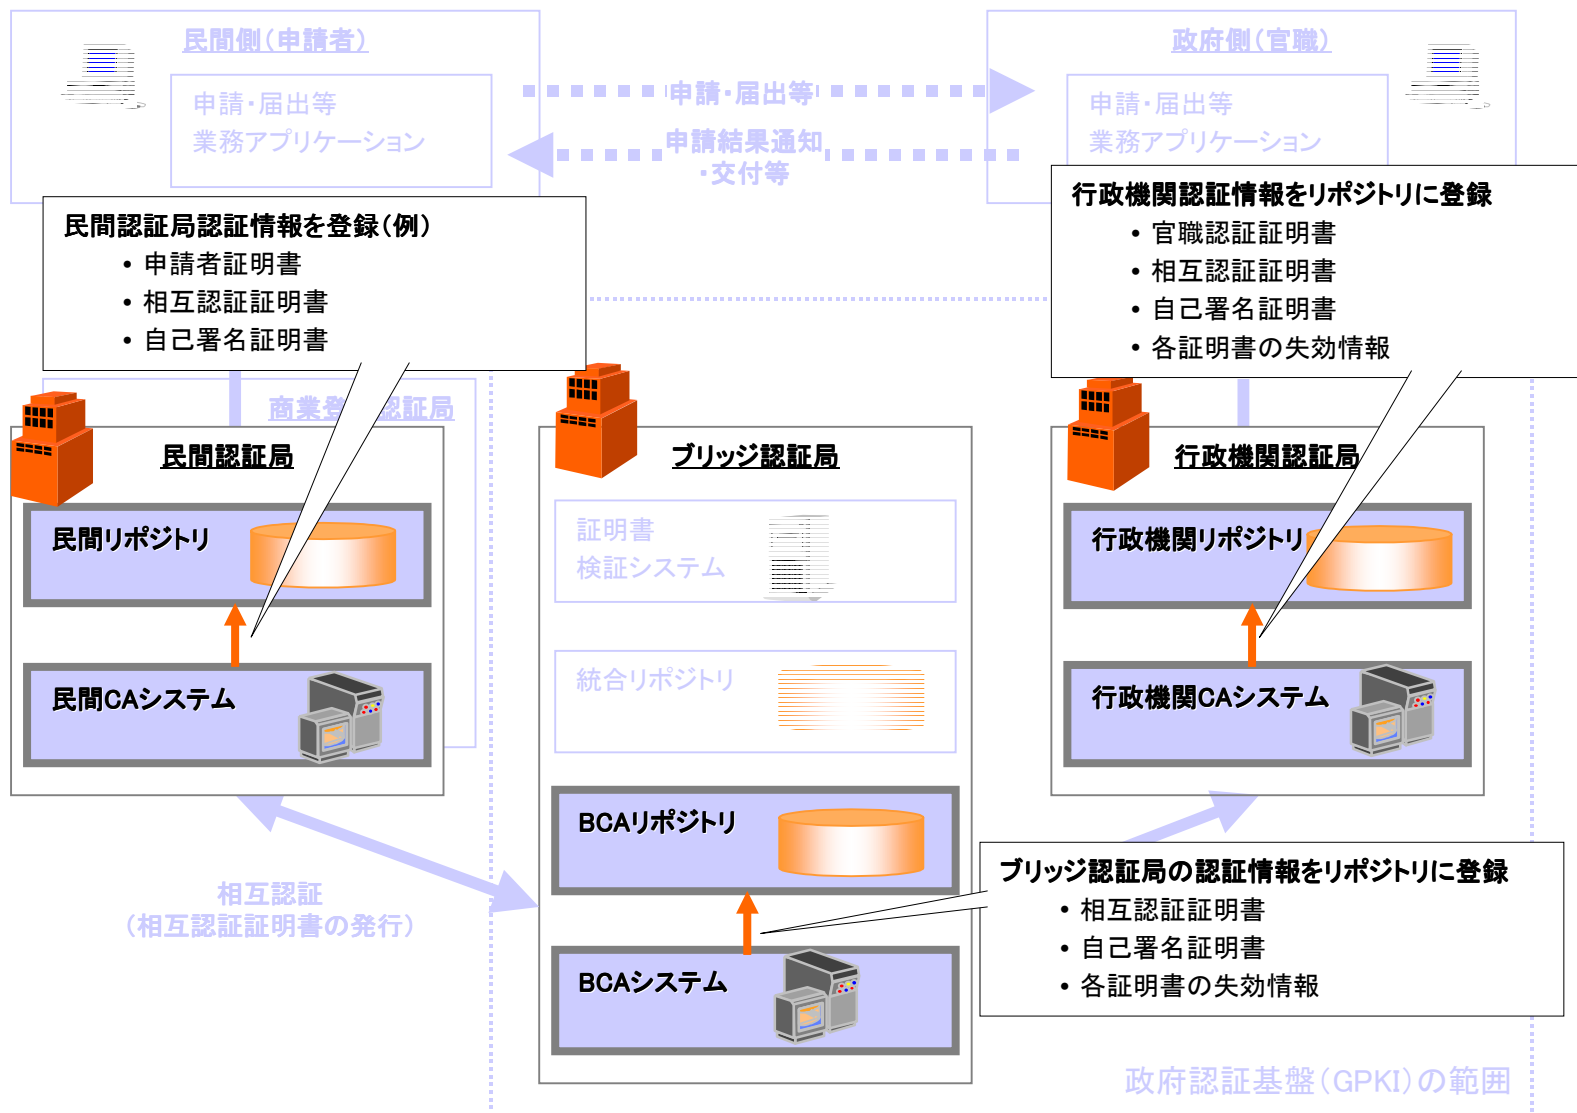 民間側（申請者）
申請・届出等
業務アプリケーション
申請・届出等
申請結果通知
・交付等
政府側（官職）
申請・届出等
業務アプリケーション
民間認証局認証情報を登録（例）
• 申請者証明書
• 相互認証証明書
• 自己署名証明書
行政機関認証情報をリポジトリに登録
• 官職認証証明書
• 相互認証証明書
• 自己署名証明書
• 各証明書の失効情報
商業登
認証局
民間認証局
民間リポジトリ
民間CAシステム
ブリッジ認証局
証明書
検証システム
統合リポジトリ
BCAリポジトリ
BCAシステム
行政機関認証局
行政機関リポジトリ
行政機関CAシステム
ブリッジ認証局の認証情報をリポジトリに登録
• 相互認証証明書
• 自己署名証明書
• 各証明書の失効情報
相互認証
（相互認証証明書の発行）
政府認証基盤（GPKI）の範囲